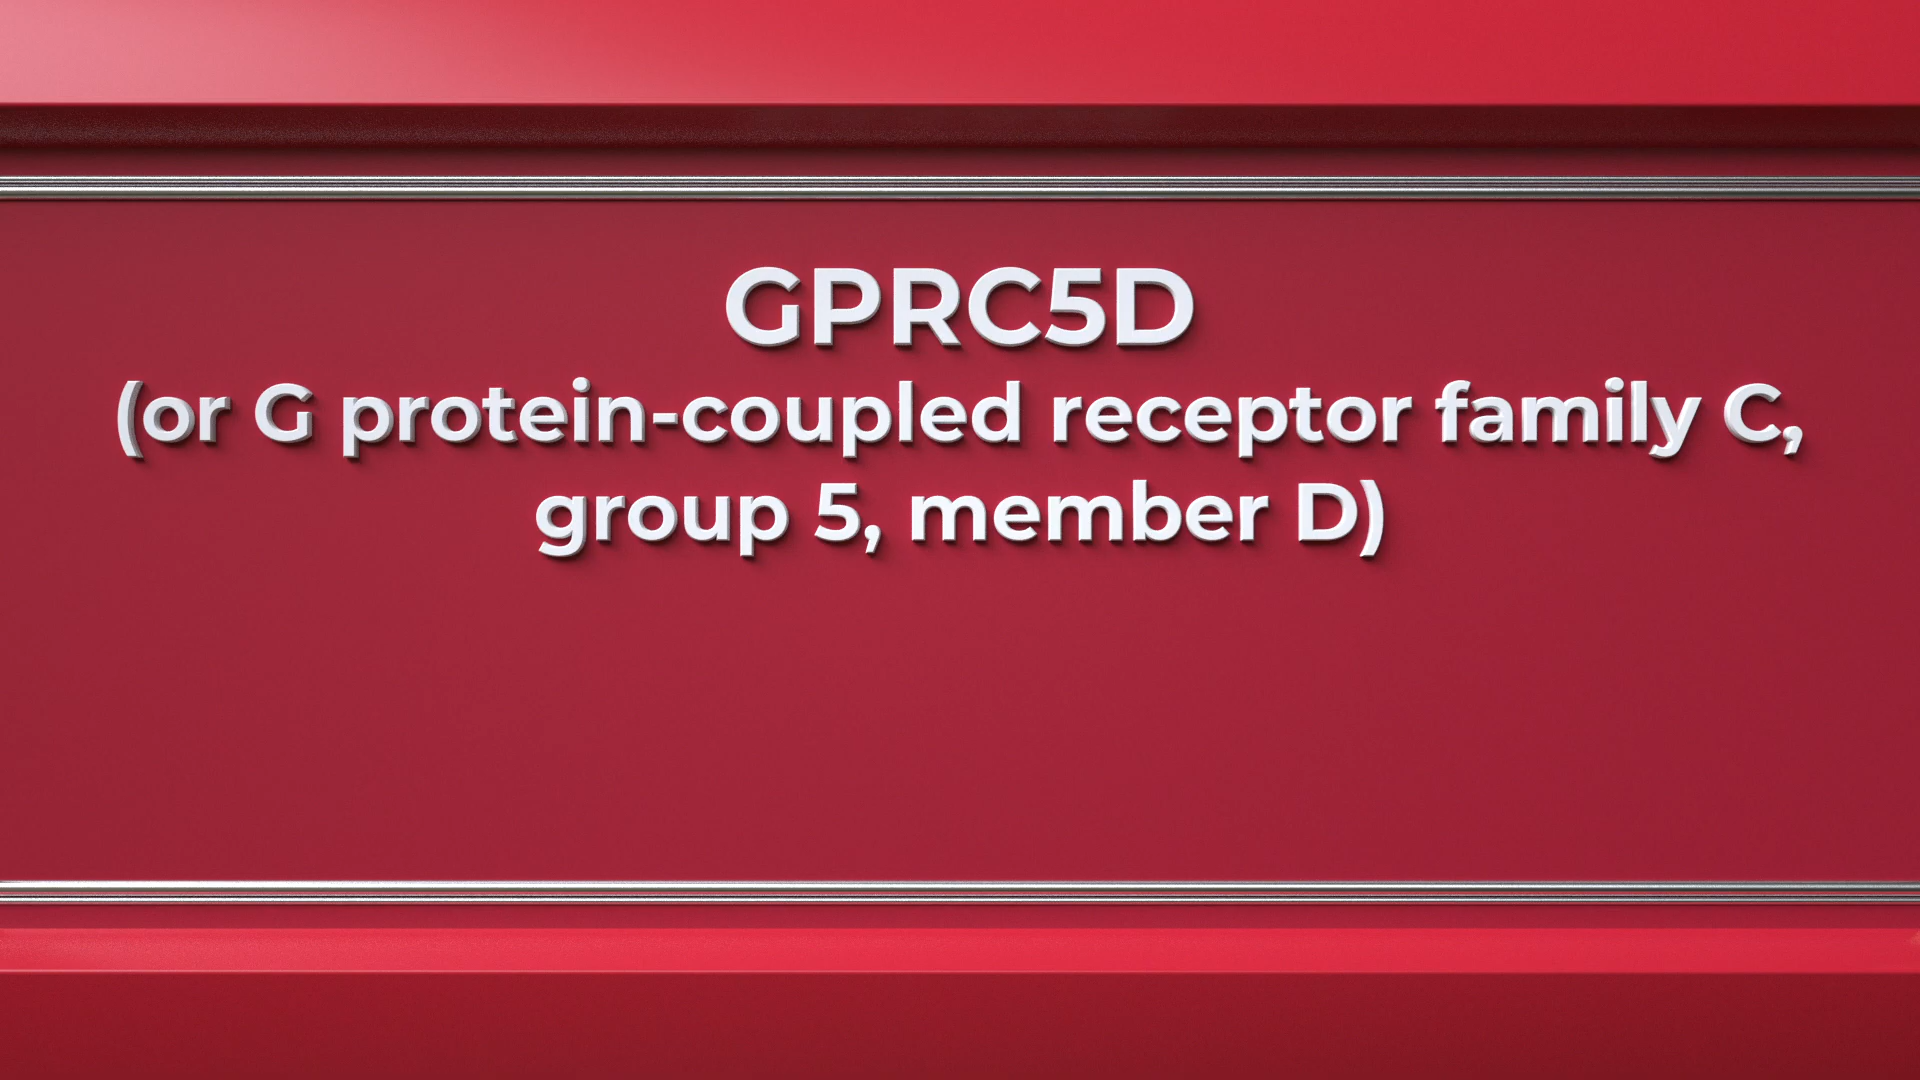 GPRC5D
(or G protein-coupled receptor family C,
group 5, member D)